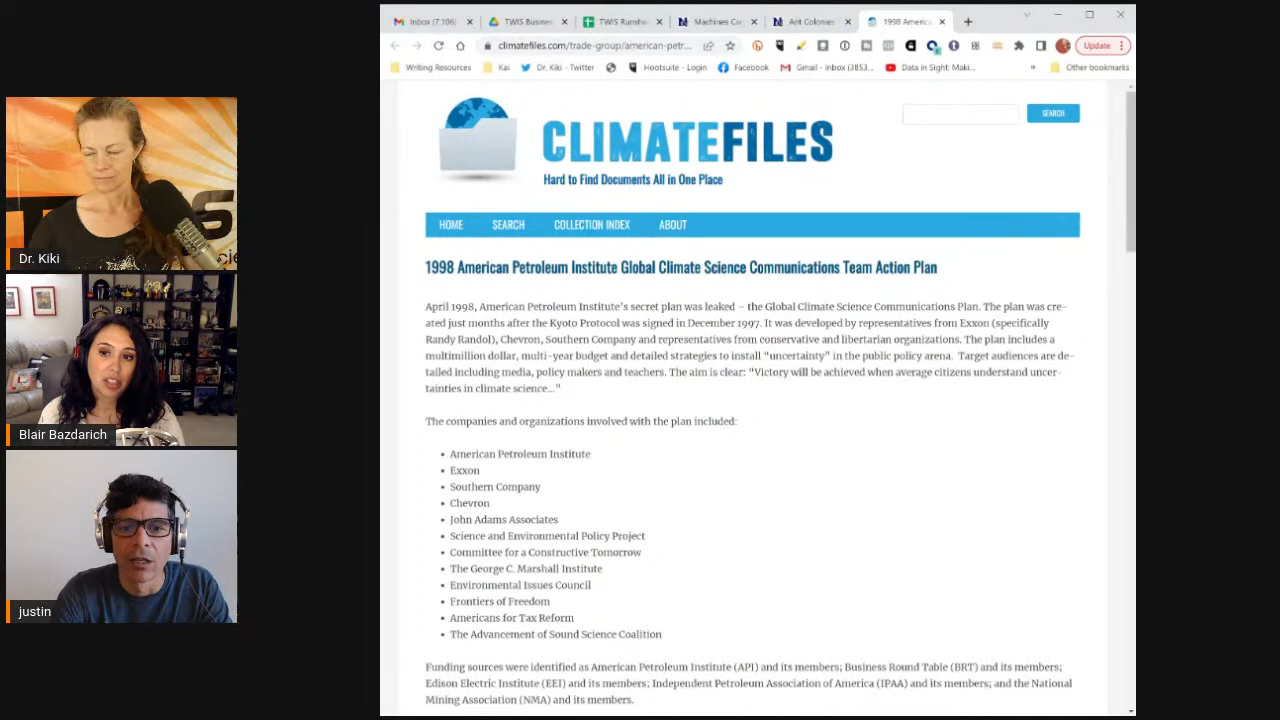 Inbox (7,106)
TWIS Busines
TWIS Runshe
Machines Ca
Ant Colonies
1998 America
climatefiles.com/trade-group/american-petr...
Update
Writing Resources
Kai
Dr. Kiki - Twitter
Hootsuite - Login
Facebook
Gmail - Inbox (3853...
Data in Sight: Maki...
»
Other bookmarks
CLIMATEFILES
Hard to Find Documents All in One Place
SEARCH
HOME SEARCH COLLECTION INDEX ABOUT
1998 American Petroleum Institute Global Climate Science Communications Team Action Plan
April 1998, American Petroleum Institute's secret plan was leaked – the Global Climate Science Communications Plan. The plan was cre-
ated just months after the Kyoto Protocol was signed in December 1997. It was developed by representatives from Exxon (specifically
Randy Randol), Chevron, Southern Company and representatives from conservative and libertarian organizations. The plan includes a
multimillion dollar, multi-year budget and detailed strategies to install "uncertainty" in the public policy arena. Target audiences are de-
tailed including media, policy makers and teachers. The aim is clear: "Victory will be achieved when average citizens understand uncer-
tainties in climate science..."
The companies and organizations involved with the plan included:
• American Petroleum Institute
• Exxon
• Southern Company
• Chevron
• John Adams Associates
• Science and Environmental Policy Project
• Committee for a Constructive Tomorrow
• The George C. Marshall Institute
• Environmental Issues Council
• Frontiers of Freedom
• Americans for Tax Reform
• The Advancement of Sound Science Coalition
Funding sources were identified as American Petroleum Institute (API) and its members; Business Round Table (BRT) and its members;
Edison Electric Institute (EEI) and its members; Independent Petroleum Association of America (IPAA) and its members; and the National
Mining Association (NMA) and its members.
Dr. Kiki
Blair Bazdarich
justin